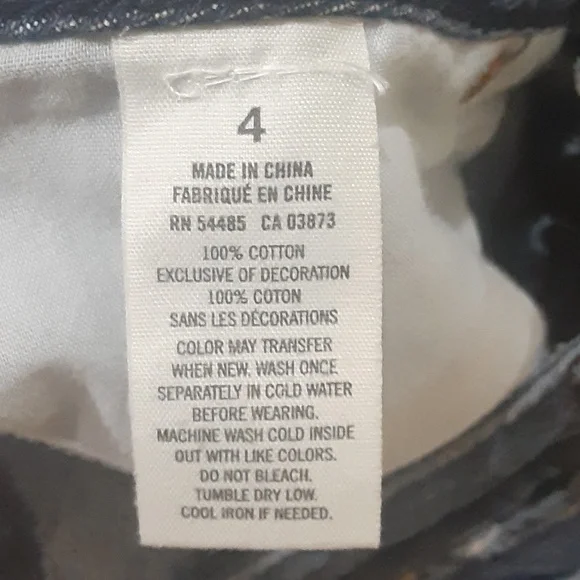 4
MADE IN CHINA
FABRIQUÉ EN CHINE
RN 54485 CA 03873
100% COTTON
EXCLUSIVE OF DECORATION
100% COTON
SANS LES DÉCORATIONS
COLOR MAY TRANSFER
WHEN NEW. WASH ONCE
SEPARATELY IN COLD WATER
BEFORE WEARING.
MACHINE WASH COLD INSIDE
OUT WITH LIKE COLORS.
DO NOT BLEACH.
TUMBLE DRY LOW.
COOL IRON IF NEEDED.